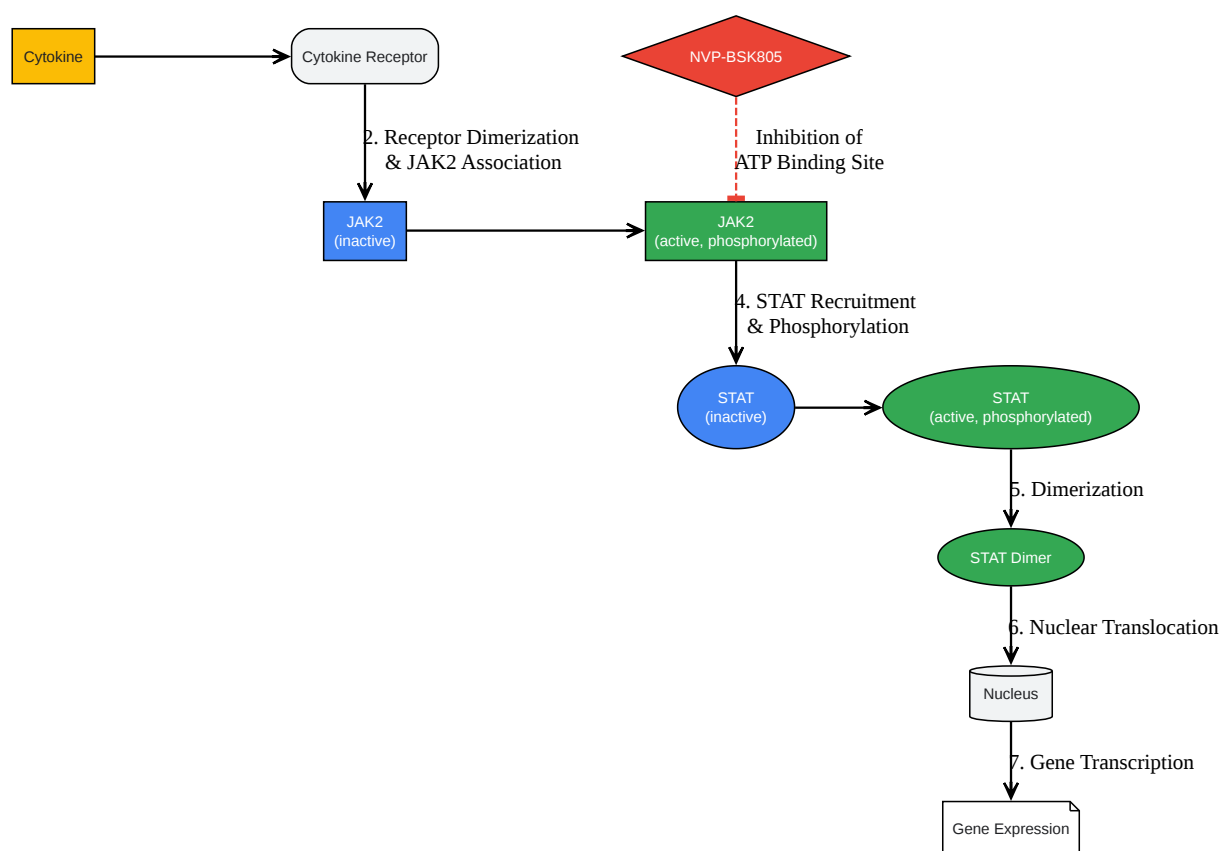 Cytokine
Cytokine Receptor
NVP-BSK805
2. Receptor Dimerization
& JAK2 Association
Inhibition of
ATP Binding Site
JAK2
(inactive)
JAK2
(active, phosphorylated)
4. STAT Recruitment
& Phosphorylation
STAT
(inactive)
STAT
(active, phosphorylated)
5. Dimerization
STAT Dimer
6. Nuclear Translocation
Nucleus
7. Gene Transcription
Gene Expression